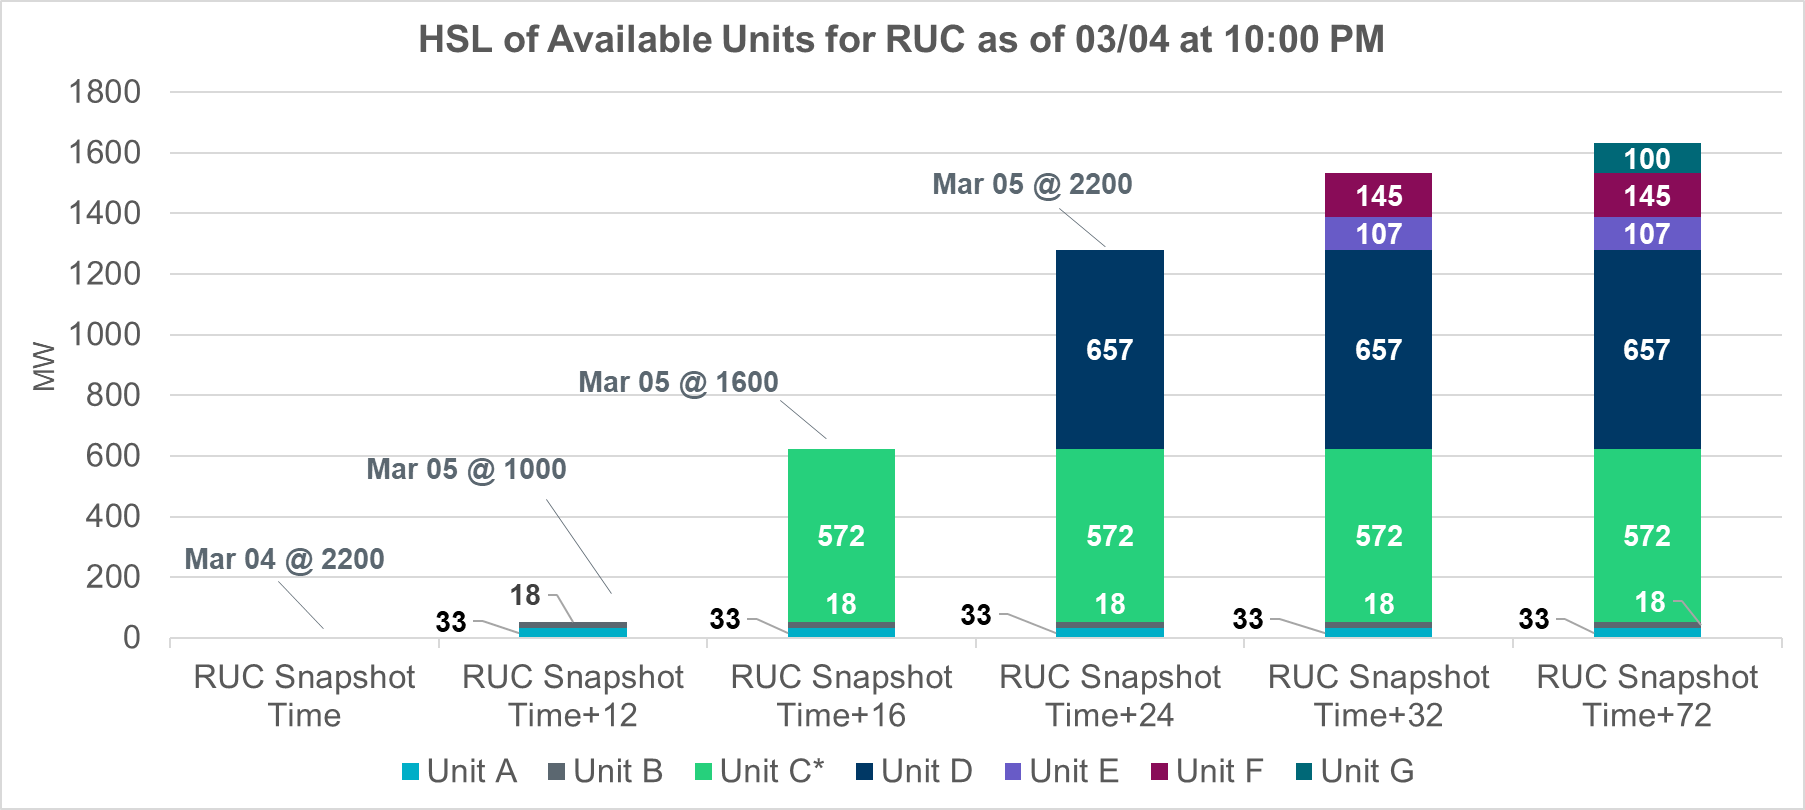 HSL of Available Units for RUC as of 03/04 at 10:00 PM
MW
1800
1600
1400
1200
1000
800
600
400
200
0
Mar 04 @ 2200
Mar 05 @ 1000
Mar 05 @ 1600
Mar 05 @ 2200
33
18
33
18
572
33
18
572
657
33
18
572
657
107
145
33
18
572
657
107
145
100
RUC Snapshot
Time
RUC Snapshot
Time+12
RUC Snapshot
Time+16
RUC Snapshot
Time+24
RUC Snapshot
Time+32
RUC Snapshot
Time+72
Unit A
Unit B
Unit C*
Unit D
Unit E
Unit F
Unit G